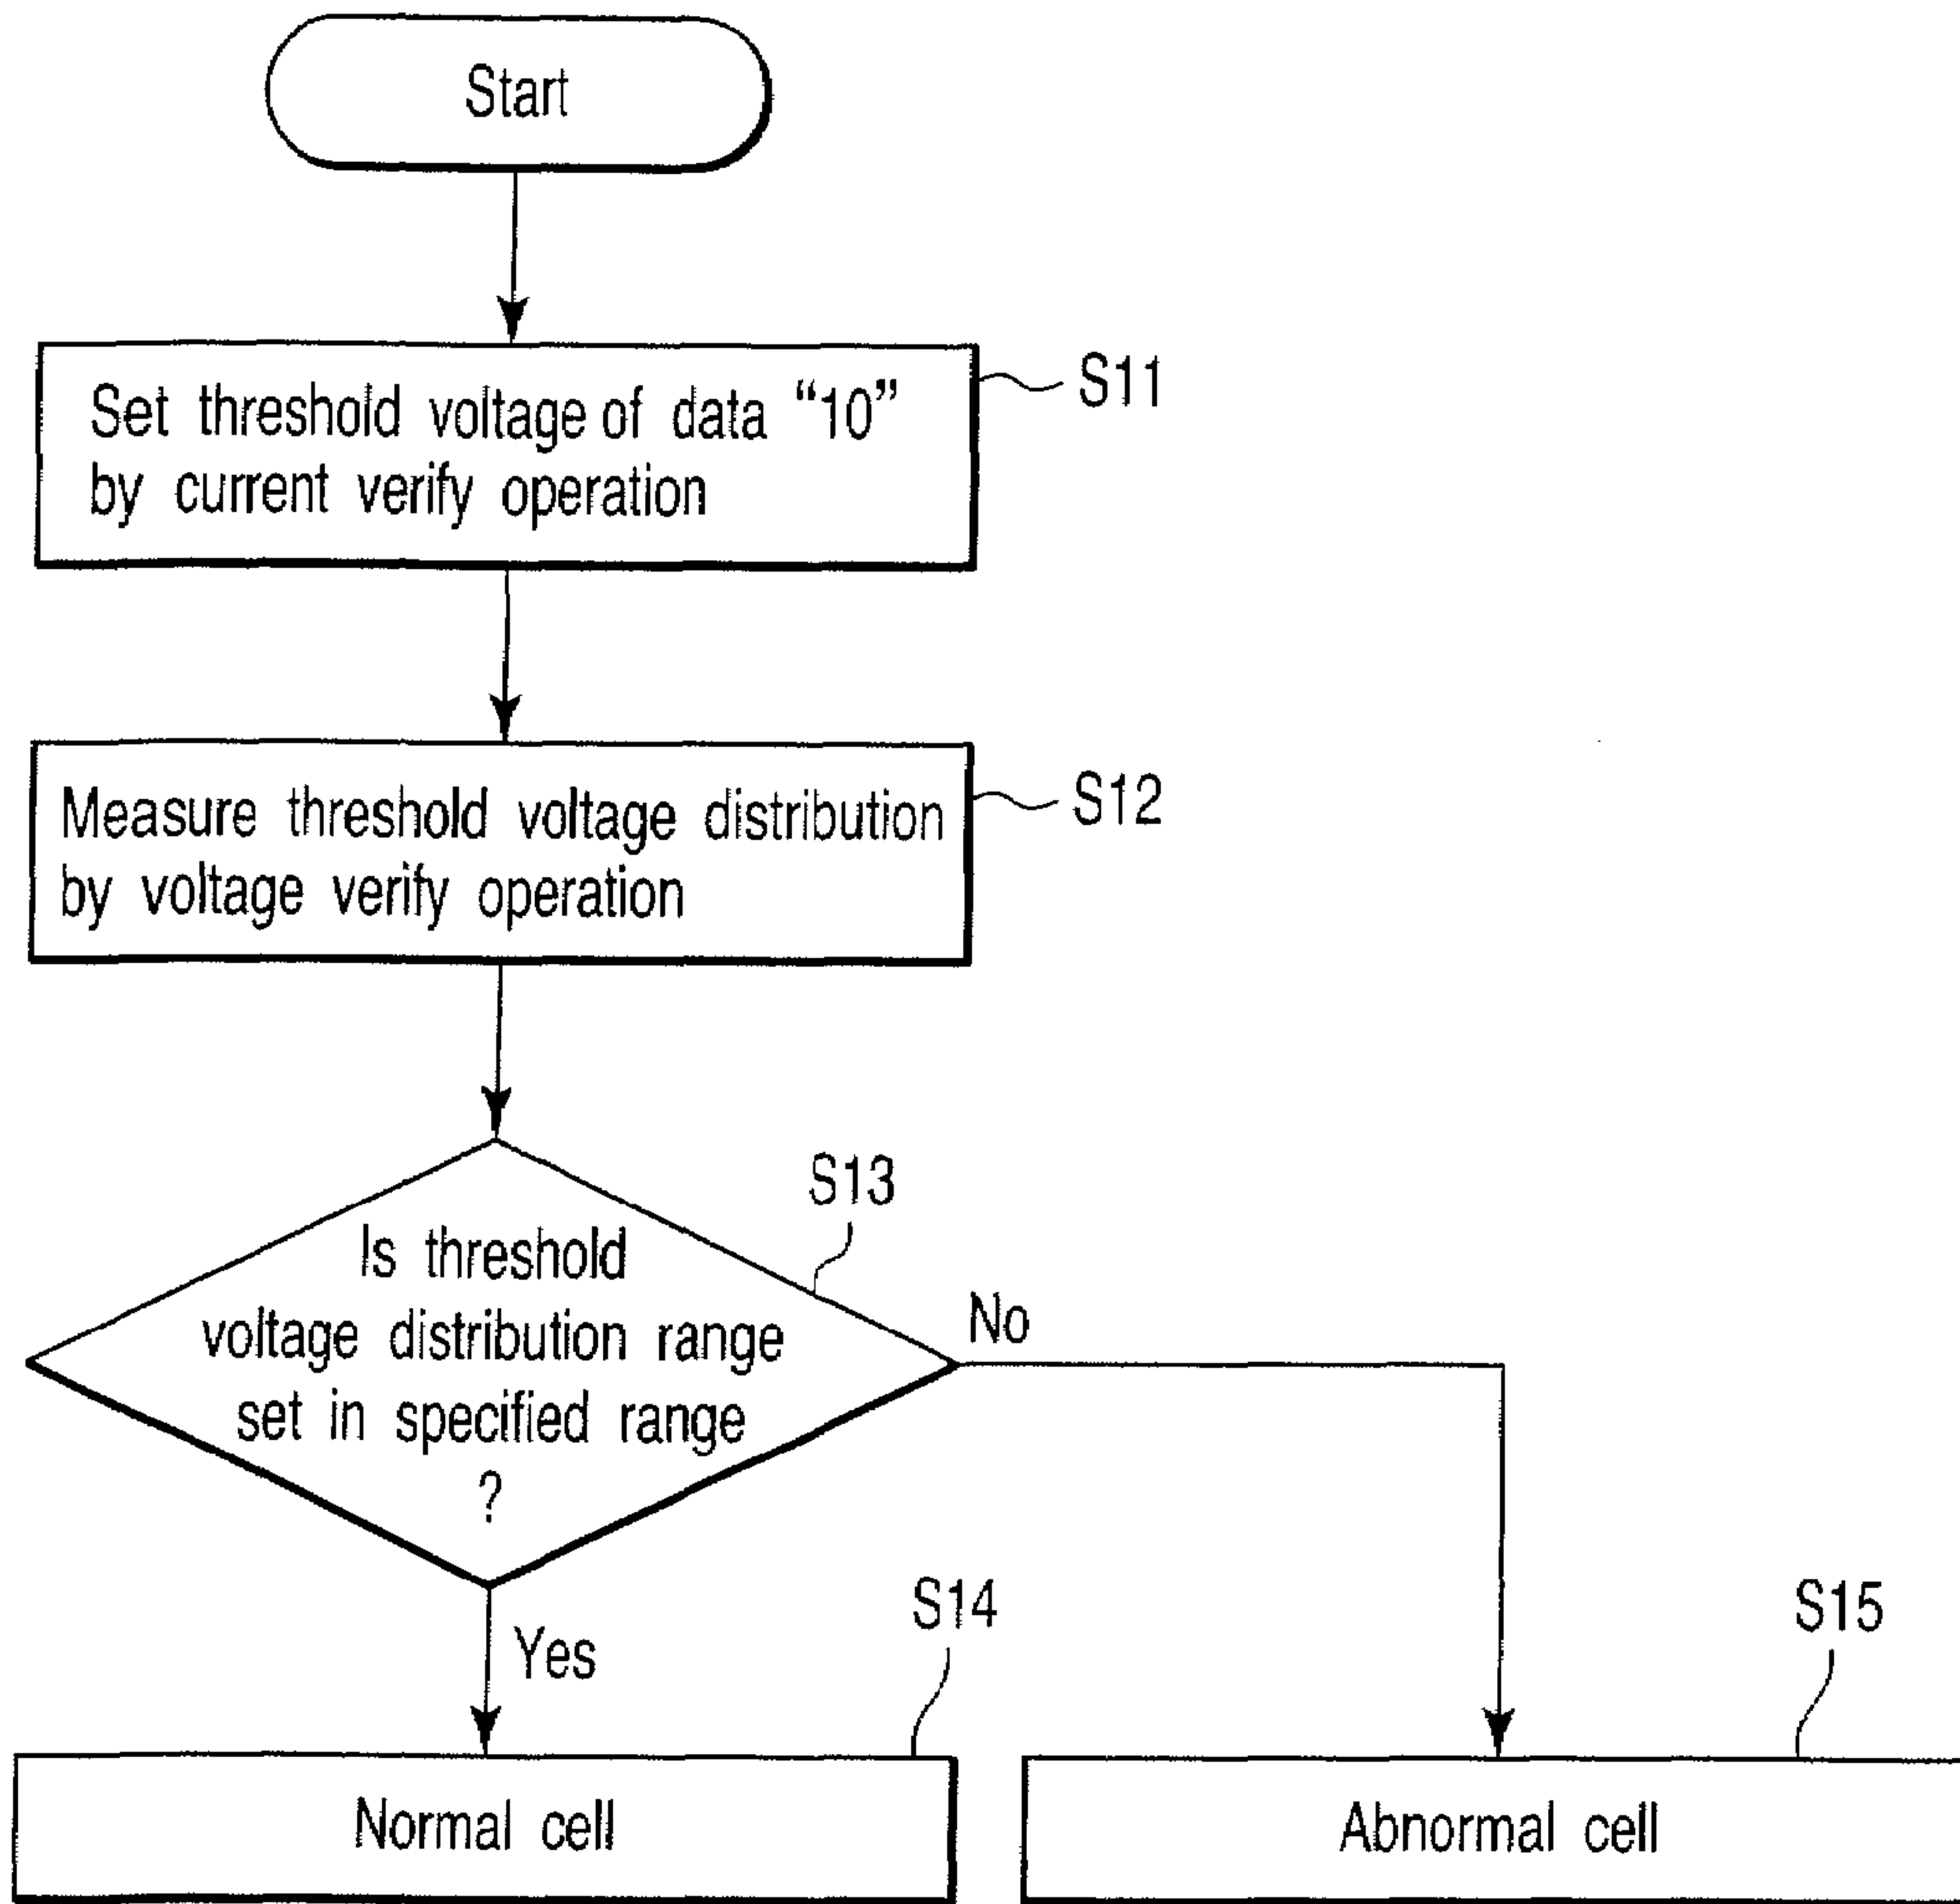 Start
Set threshold voltage of data “10”
by current verify operation
S11
Measure threshold voltage distribution
by voltage verify operation
S12
S13
Is threshold
voltage distribution range
set in specified range
?
No
Yes
S14
S15
Normal cell
Abnormal cell